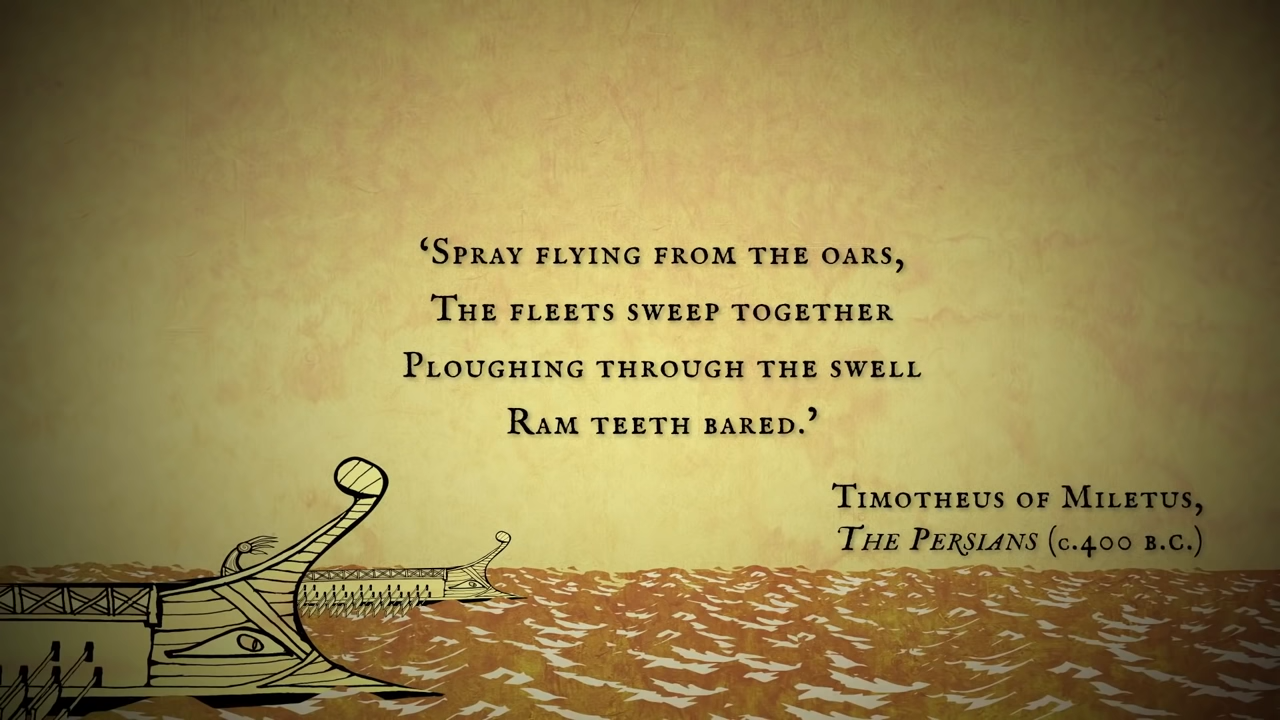 ‘Spray flying from the oars,
The fleets sweep together
Ploughing through the swell
Ram teeth bared.’
Timotheus of Miletus,
The Persians (c.400 B.C.)